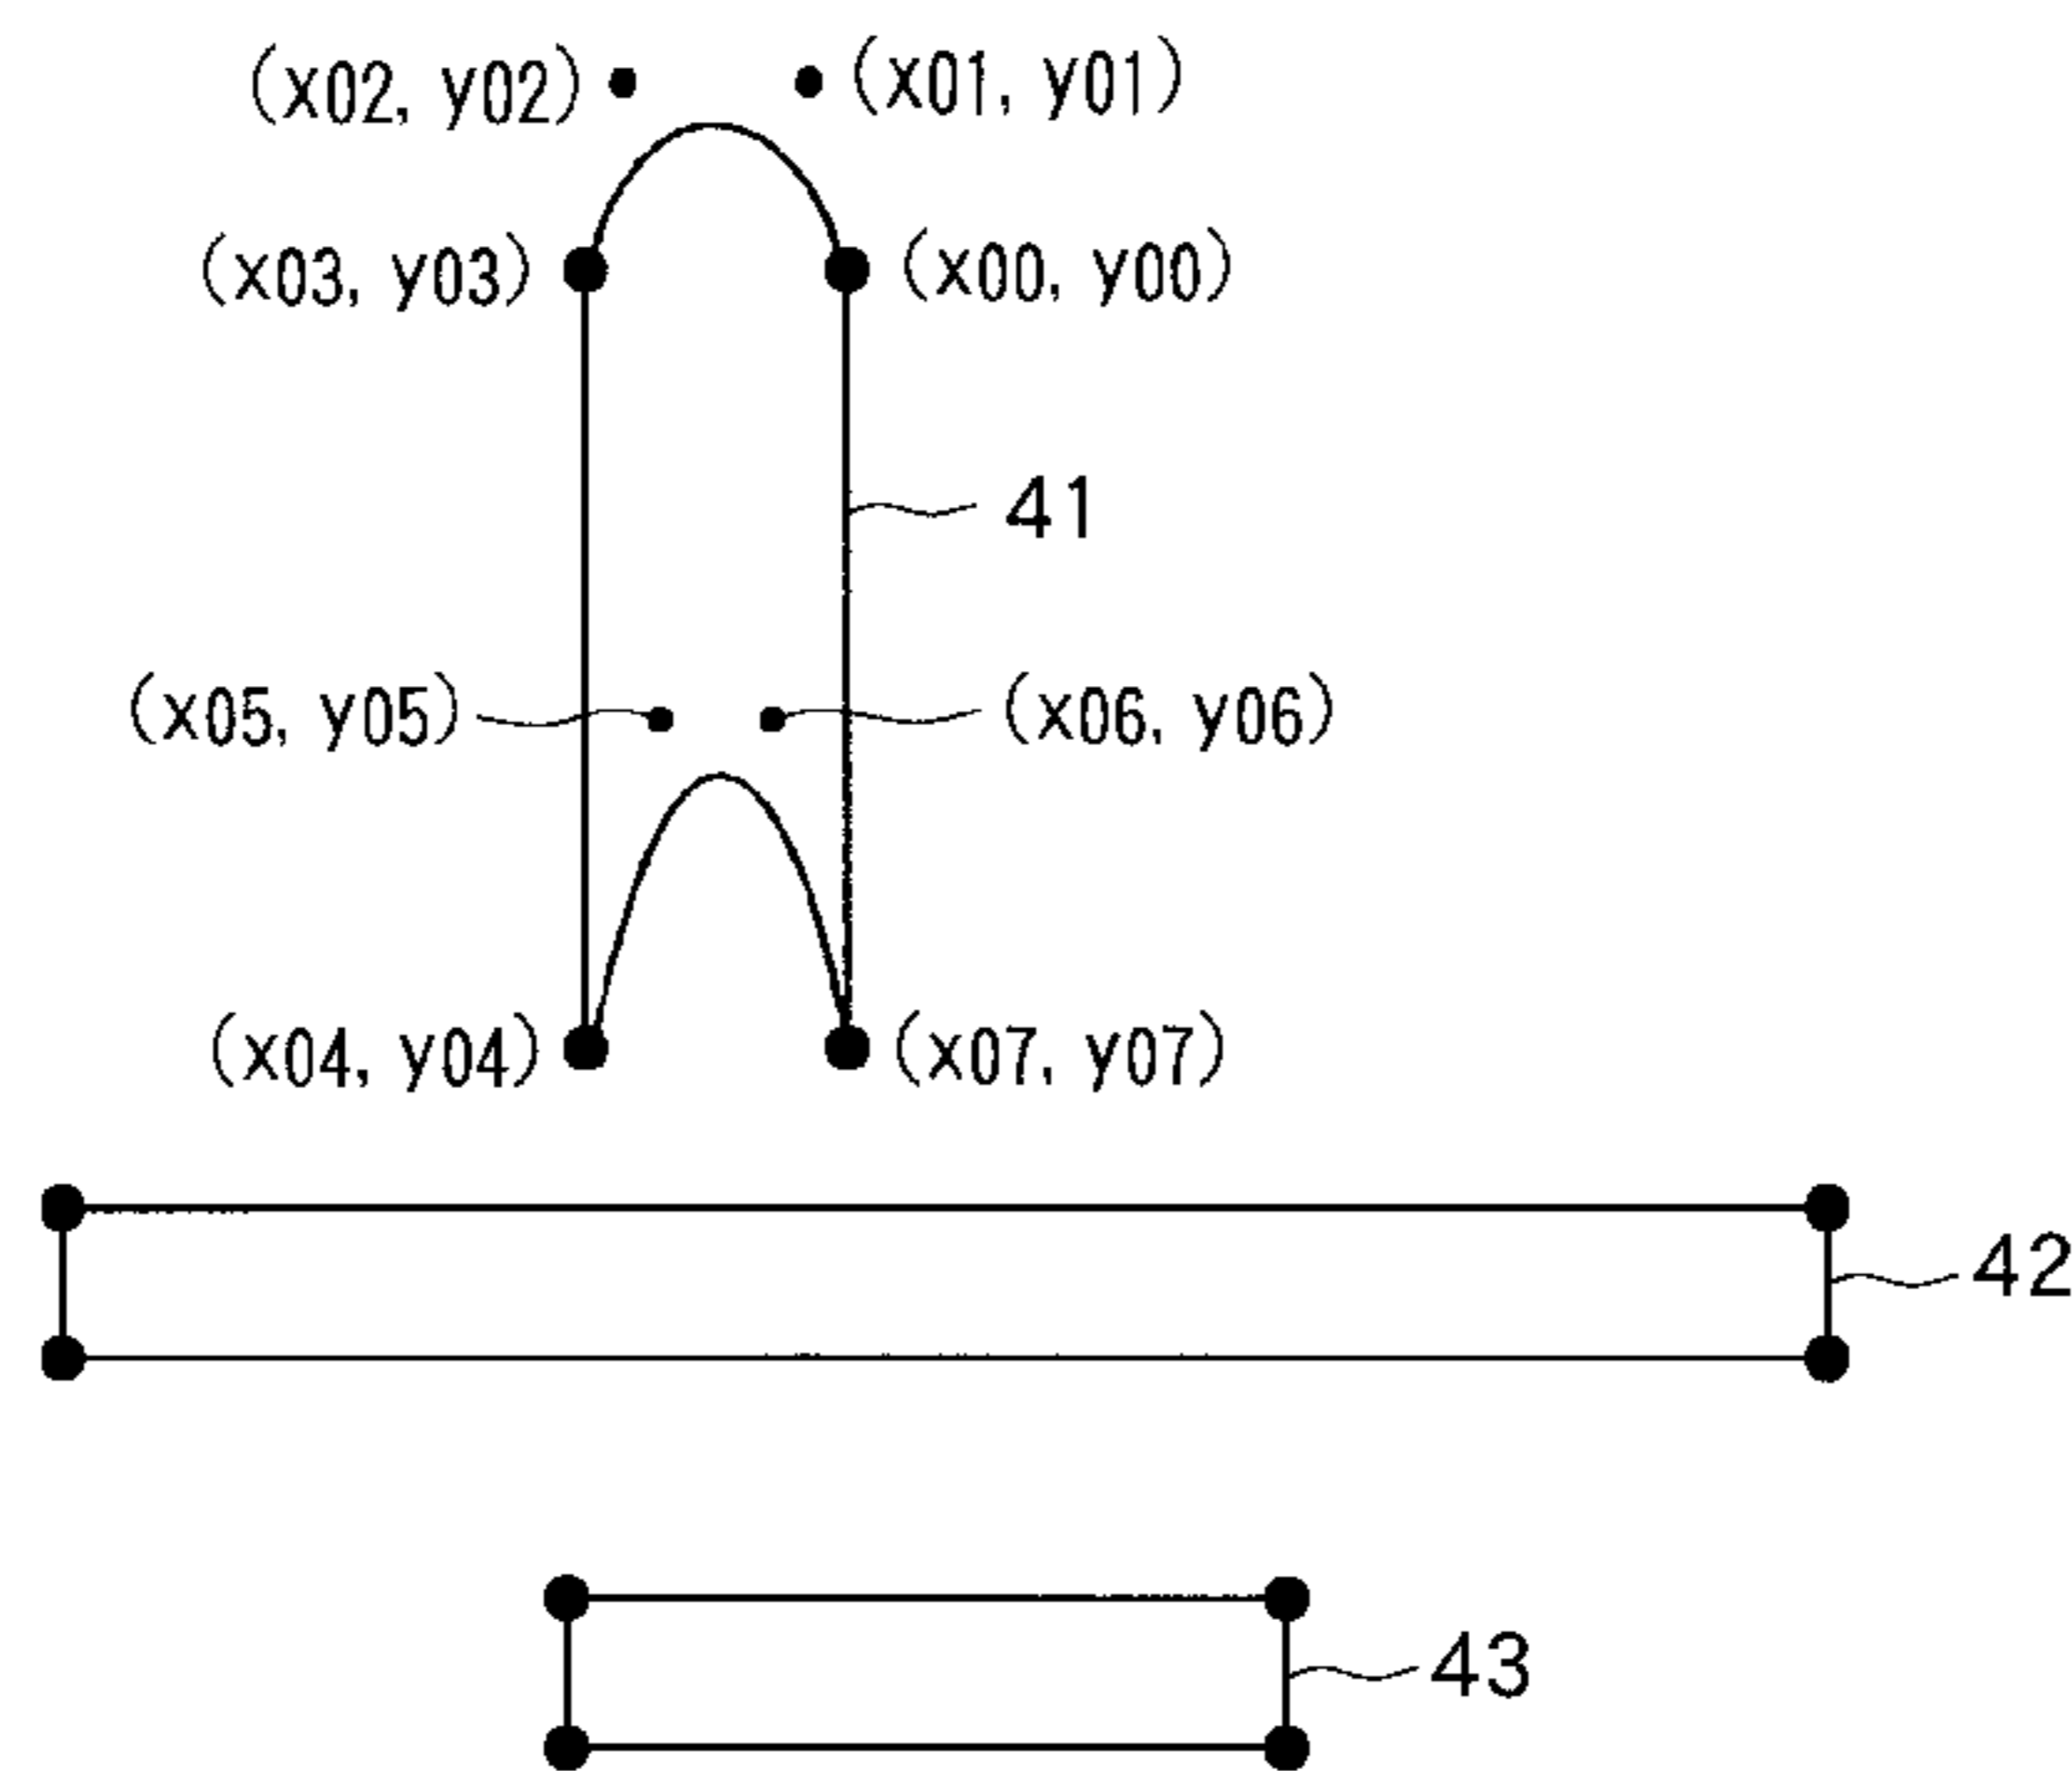 (x02, y02) (x01, y01)
(x03, y03) (x00, y00)
41
(x05, y05) (x06, y06)
(x04, y04) (x07, y07)
42
43